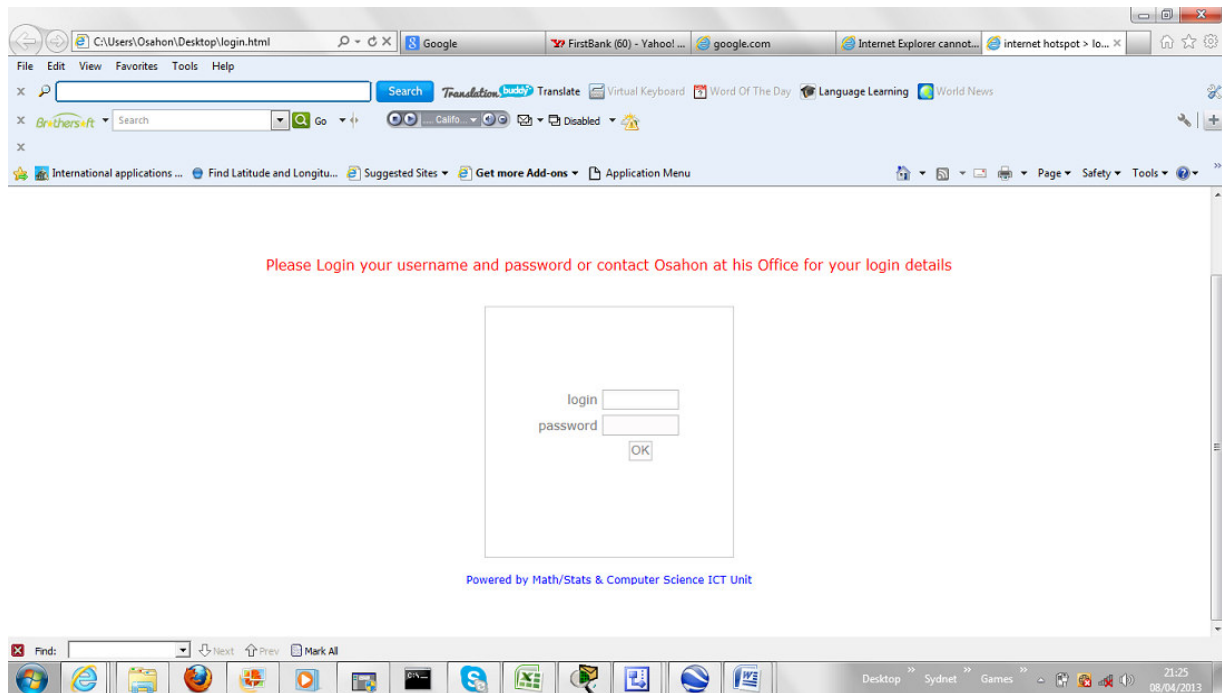 C:\Users\Osahon\Desktop\login.html
Google
FirstBank (60) - Yahoo! ...
google.com
Internet Explorer cannot...
internet hotspot > lo...
File Edit View Favorites Tools Help
Search Translation buddy Translate Virtual Keyboard Word Of The Day Language Learning World News
Brothersoft Search Go ... Califo... Disabled
International applications ... Find Latitude and Longitu... Suggested Sites Get more Add-ons Application Menu Page Safety Tools
Please Login your username and password or contact Osahon at his Office for your login details
login
password
OK
Powered by Math/Stats & Computer Science ICT Unit
Find: Next Prev Mark All
Desktop Sydnet Games 21:25
08/04/2013